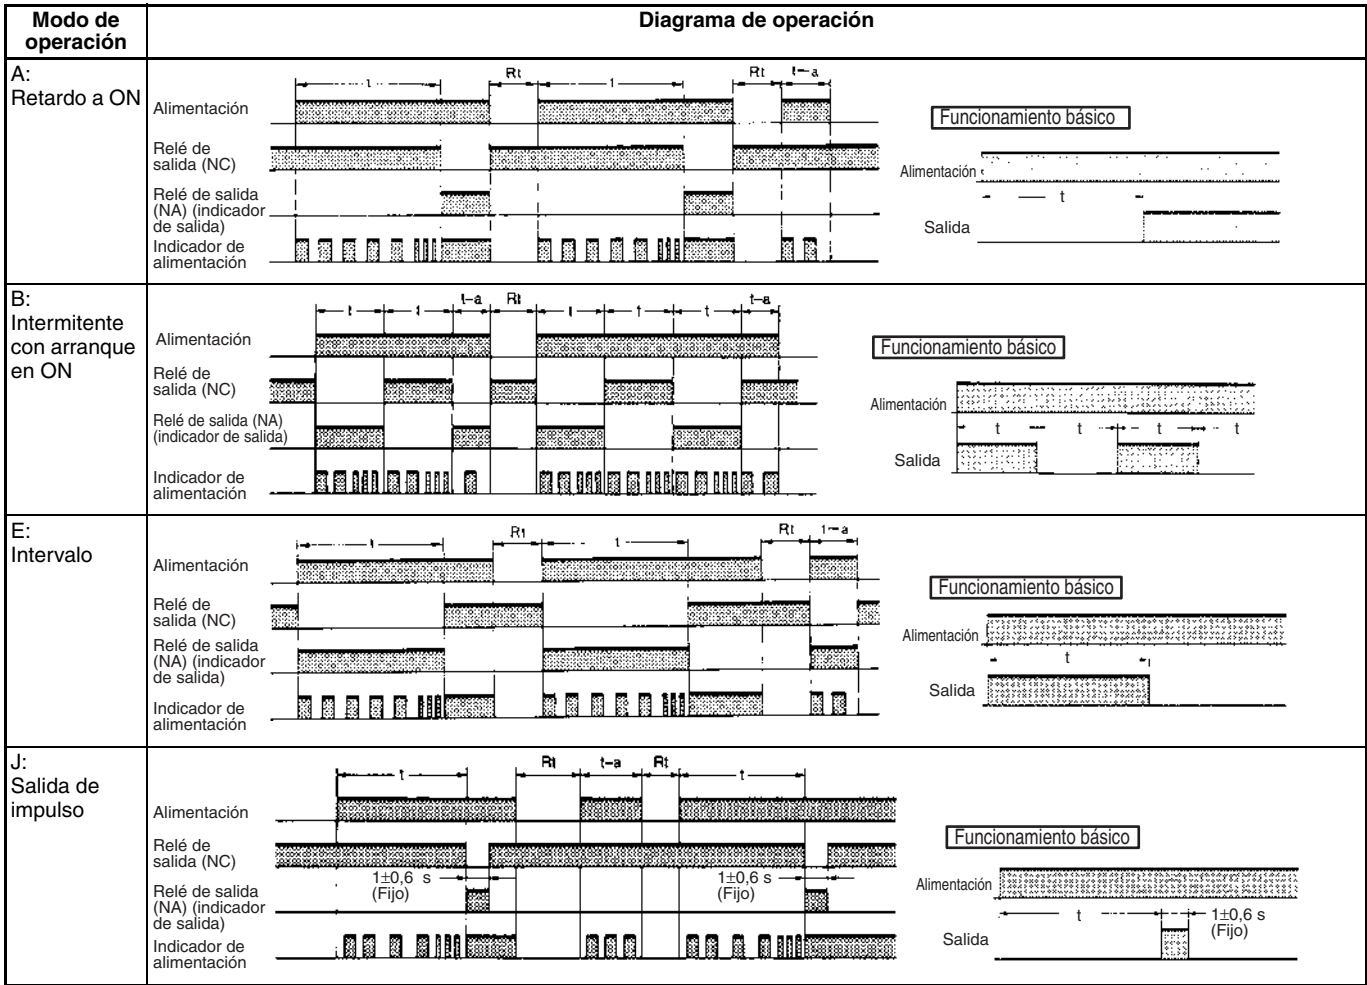 Modo de
operación
Diagrama de operación
A:
Retardo a ON
t
Rt
t
Rt
t–a
Alimentación
Relé de
salida (NC)
Relé de salida
(NA) (indicador
de salida)
Indicador de
alimentación
Funcionamiento básico
Alimentación
t
Salida
B:
Intermitente
con arranque
en ON
t
t
t–a
Rt
t
t
t
t–a
Alimentación
Relé de
salida (NC)
Relé de salida (NA)
(indicador de salida)
Indicador de
alimentación
Funcionamiento básico
Alimentación
t
t
t
t
Salida
E:
Intervalo
t
Rt
t
Rt
t–a
Alimentación
Relé de
salida (NC)
Relé de salida
(NA) (indicador
de salida)
Indicador de
alimentación
Funcionamiento básico
Alimentación
t
Salida
J:
Salida de
impulso
t
Rt
t–a
Rt
t
Alimentación
Relé de
salida (NC)
1±0,6 s
(Fijo)
1±0,6 s
(Fijo)
Relé de salida
(NA) (indicador
de salida)
Indicador de
alimentación
Funcionamiento básico
Alimentación
t
1±0,6 s
(Fijo)
Salida